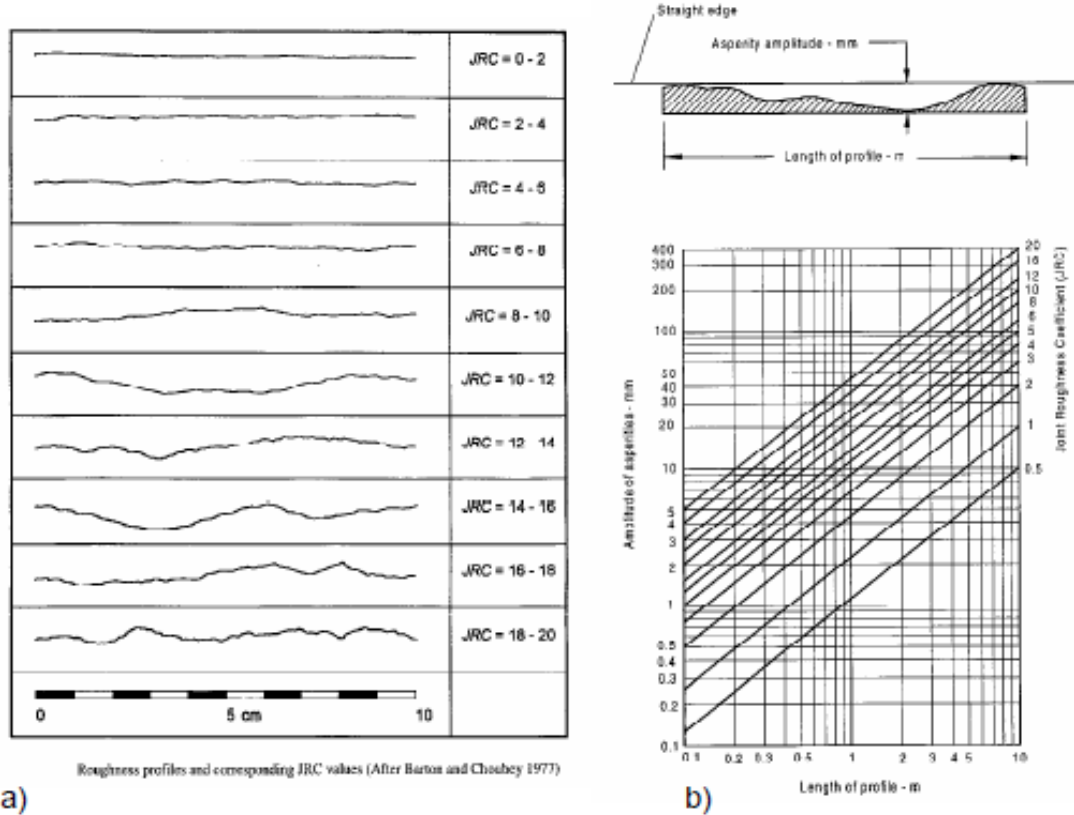 JRC = 0 - 2
JRC = 2 - 4
JRC = 4 - 6
JRC = 6 - 8
JRC = 8 - 10
JRC = 10 - 12
JRC = 12 14
JRC = 14 - 16
JRC = 16 - 18
JRC = 18 - 20
0
5 cm
10
Roughness profiles and corresponding JRC values (After Barton and Choubey 1977)
a)
Straight edge
Asperity amplitude - mm
Length of profile - m
Amplitude of asperities - mm
400
300
200
100
50
40
30
20
10
5
4
3
2
1
0.5
0.4
0.3
0.2
0.1
20
16
12
10
8
6
5
4
3
2
1
0.5
Joint Roughness Coefficient (JRC)
0.1 0.2 0.3 0.5 1 2 3 4 5 10
Length of profile - m
b)